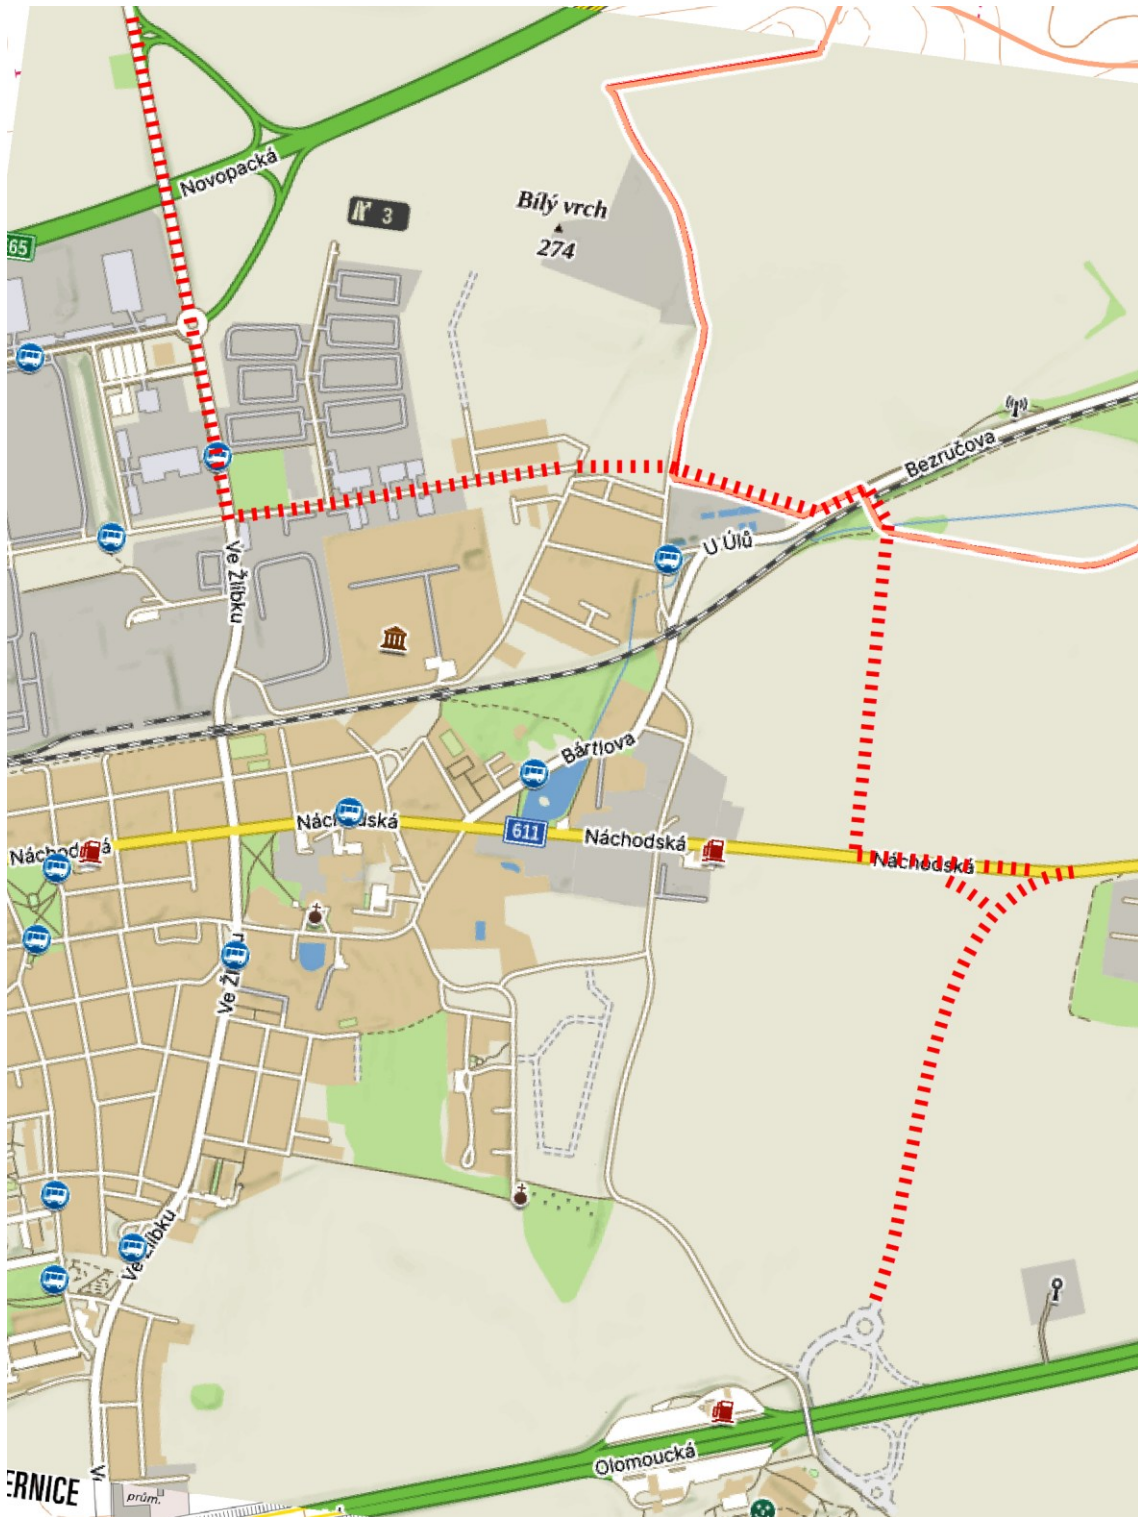 Novopacká
3
Bílý vrch
274
65
Bezručova
U Úlů
Ve Žlíbku
Bártlova
Náchodská
611
Náchodská
Náchodská
Náchodská
Ve Žl
Ve Žlíbku
Olomoucká
ERNICE
prům.